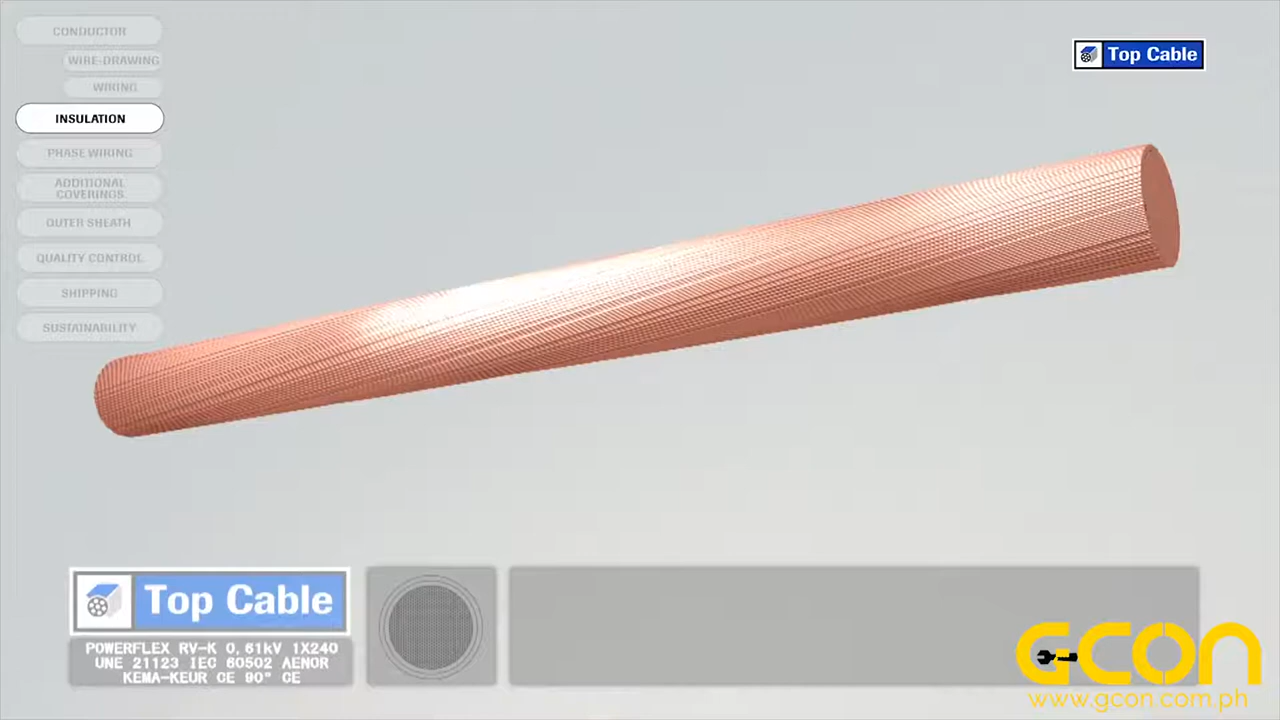 CONDUCTOR
WIRE-DRAWING
WIRING
INSULATION
PHASE WIRING
ADDITIONAL
COVERINGS
OUTER SHEATH
QUALITY CONTROL
SHIPPING
SUSTAINABILITY
Top Cable
Top Cable
POWERFLEX RV-K 0,61kV 1X240
UNE 21123 IEC 60502 AENOR
KEMA-KEUR CE 90° CE
GCON
www.gcon.com.ph